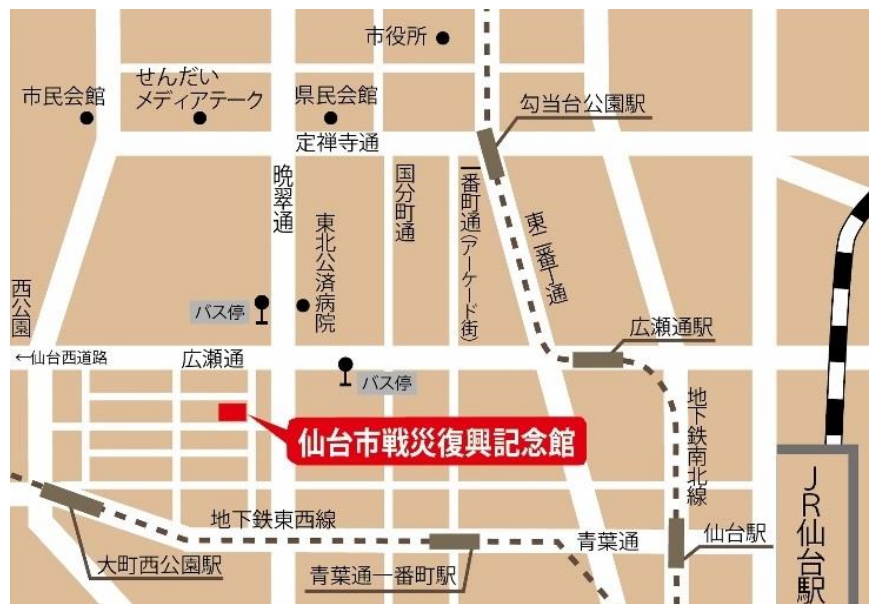 市役所
せんだい
メディアテーク
市民会館
県民会館
勾当台公園駅
定禅寺通
晩翠通
国分町通
一番町通(アーケード街)
東二番丁通
東北公済病院
西公園
バス停
広瀬通駅
←仙台西道路
広瀬通
バス停
地下鉄南北線
仙台市戦災復興記念館
JR仙台駅
地下鉄東西線
青葉通
仙台駅
大町西公園駅
青葉通一番町駅